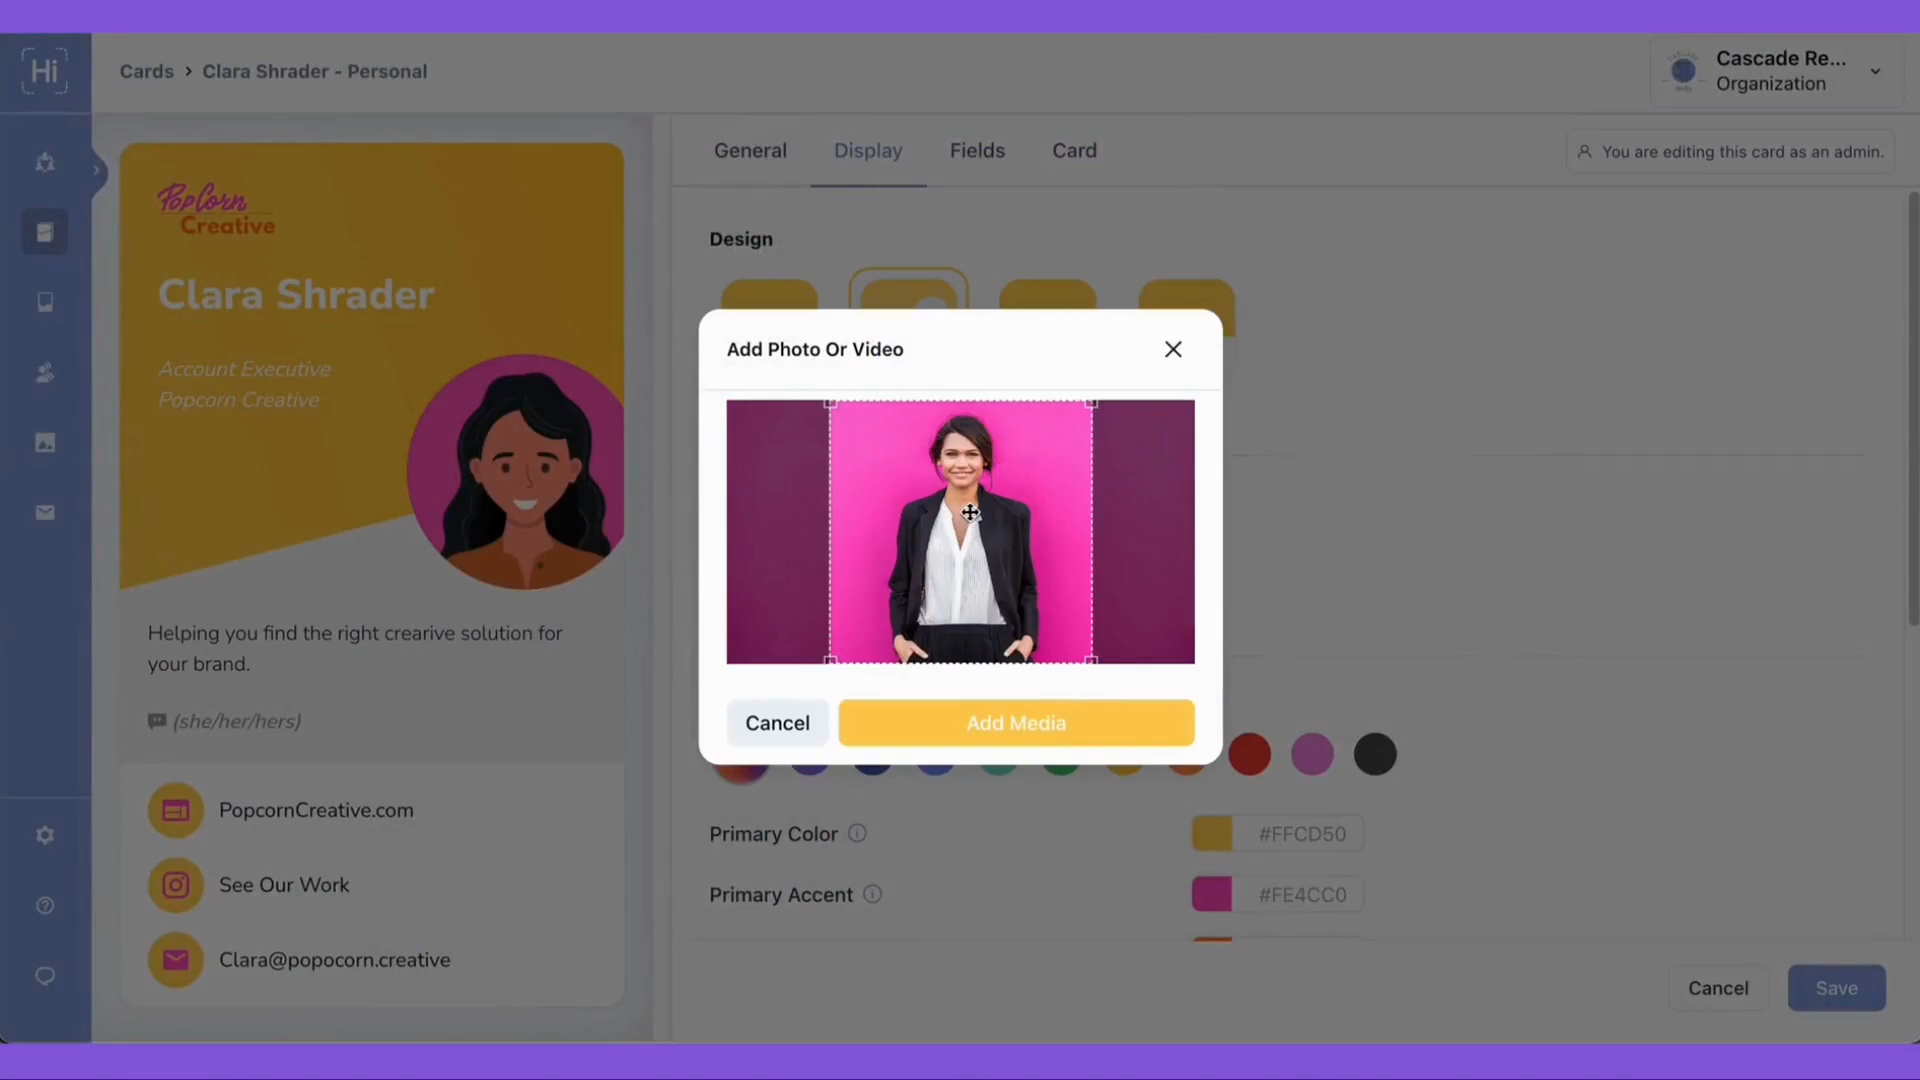 Hi
Cards > Clara Shrader - Personal
Cascade Re...
Organization
General
Display
Fields
Card
You are editing this card as an admin.
PopCorn
Creative
Clara Shrader
Account Executive
Popcorn Creative
Helping you find the right crearive solution for
your brand.
(she/her/hers)
PopcornCreative.com
See Our Work
Clara@popocorn.creative
Design
Add Photo Or Video
Cancel
Add Media
Primary Color
#FFCD50
Primary Accent
#FE4CC0
Cancel
Save